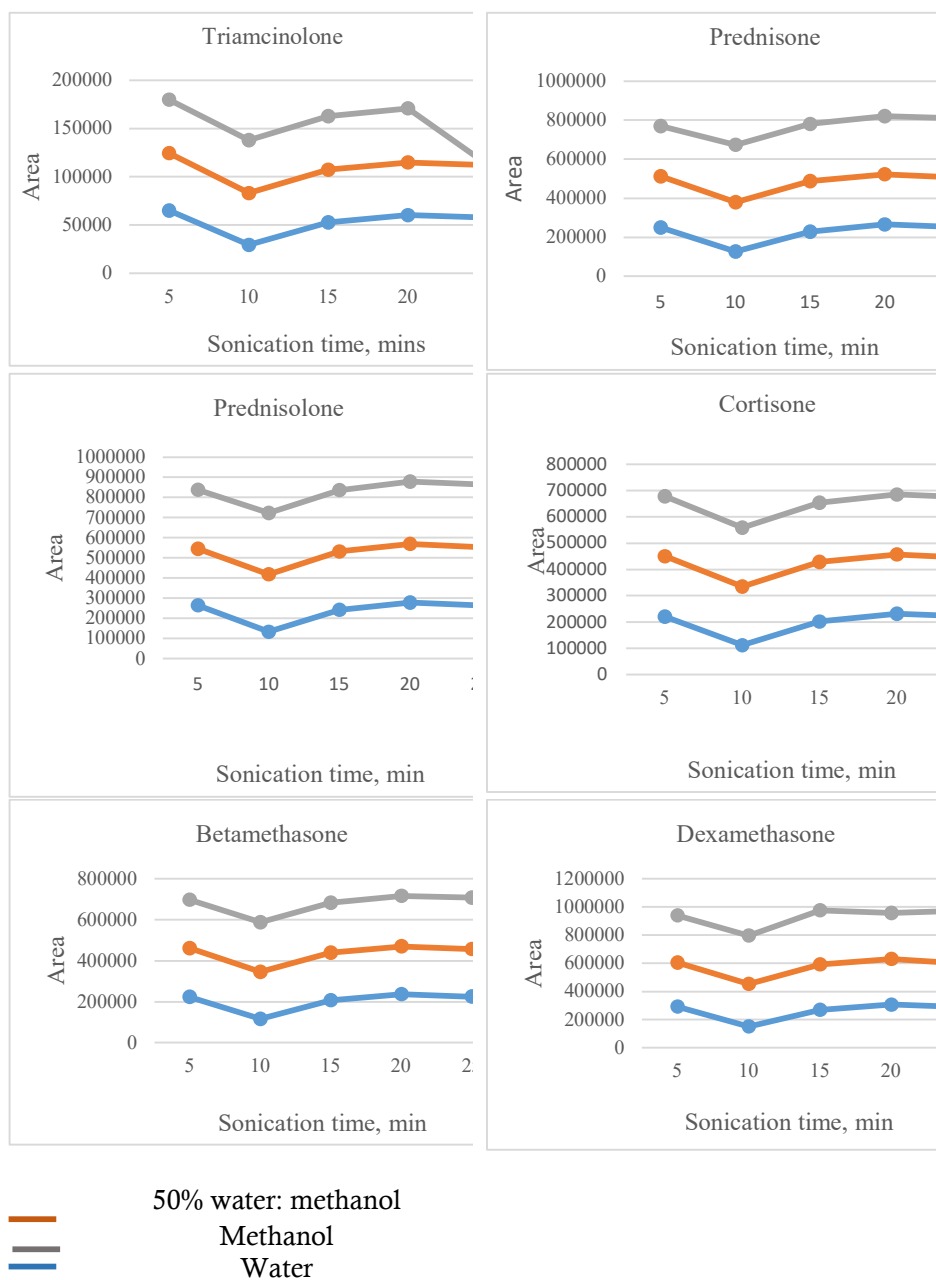 Triamcinolone
200000
150000
100000
50000
0
Area
5 10 15 20
Sonication time, mins
Prednisone
1000000
800000
600000
400000
200000
0
Area
5 10 15 20
Sonication time, min
Prednisolone
1000000
900000
800000
700000
600000
500000
400000
300000
200000
100000
0
Area
5 10 15 20
Sonication time, min
Cortisone
800000
700000
600000
500000
400000
300000
200000
100000
0
Area
5 10 15 20
Sonication time, min
Betamethasone
800000
600000
400000
200000
0
Area
5 10 15 20
Sonication time, min
Dexamethasone
1200000
1000000
800000
600000
400000
200000
0
Area
5 10 15 20
Sonication time, min
50% water: methanol
Methanol
Water